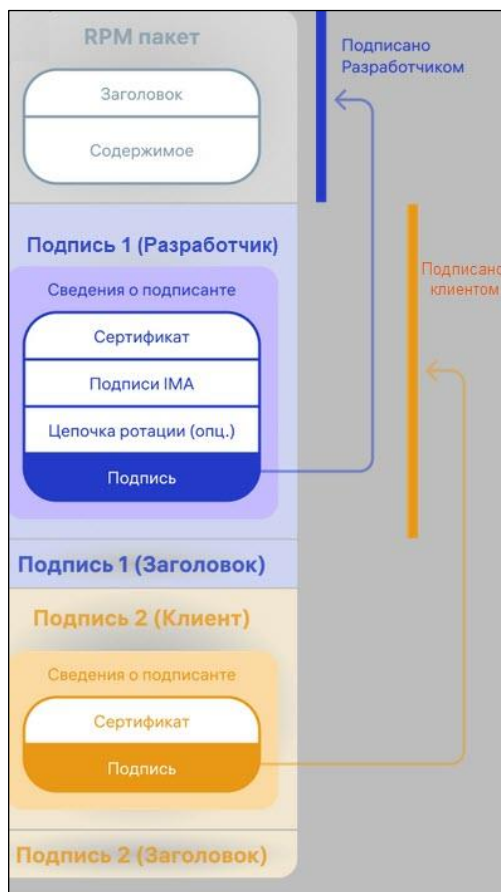 RPM пакет
Заголовок
Содержимое
Подписано
Разработчиком
Подпись 1 (Разработчик)
Сведения о подписанте
Сертификат
Подписи IMA
Цепочка ротации (опц.)
Подпись
Подписано
клиентом
Подпись 1 (Заголовок)
Подпись 2 (Клиент)
Сведения о подписанте
Сертификат
Подпись
Подпись 2 (Заголовок)